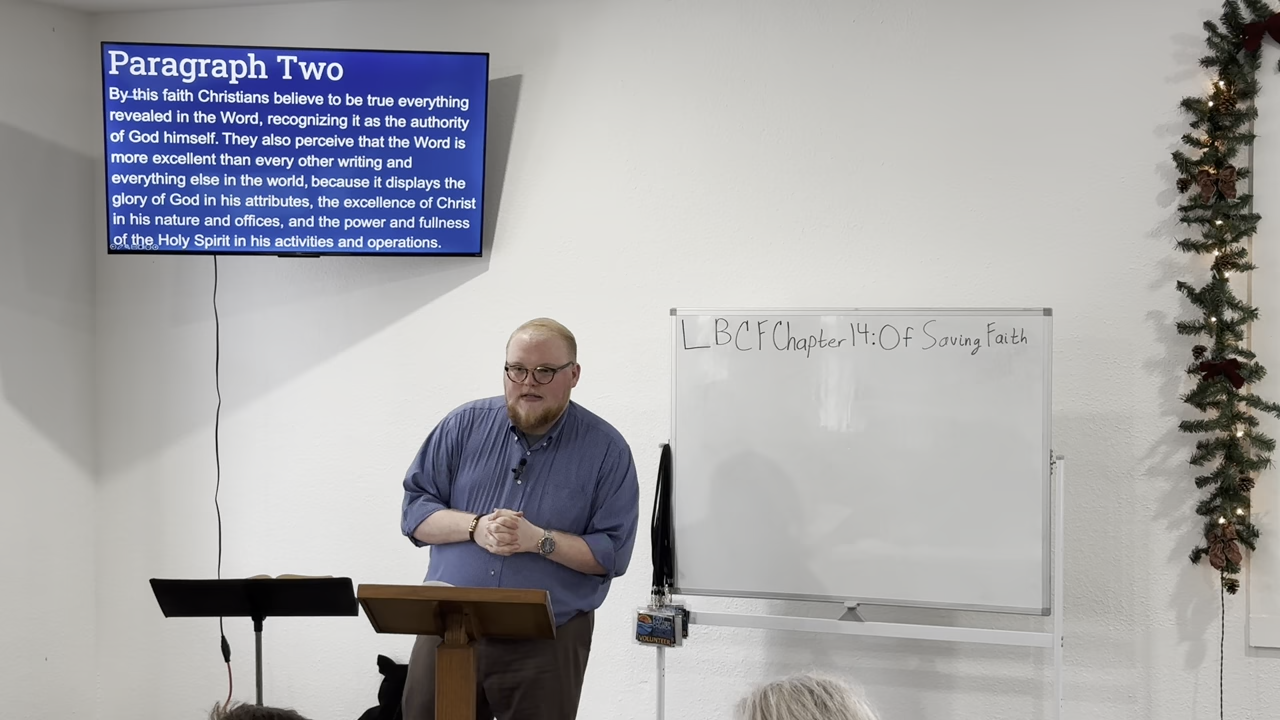 Paragraph Two
By this faith Christians believe to be true everything
revealed in the Word, recognizing it as the authority
of God himself. They also perceive that the Word is
more excellent than every other writing and
everything else in the world, because it displays the
glory of God in his attributes, the excellence of Christ
in his nature and offices, and the power and fullness
of the Holy Spirit in his activities and operations.
LBCF Chapter 14: Of Saving Faith
VOLUNTEER